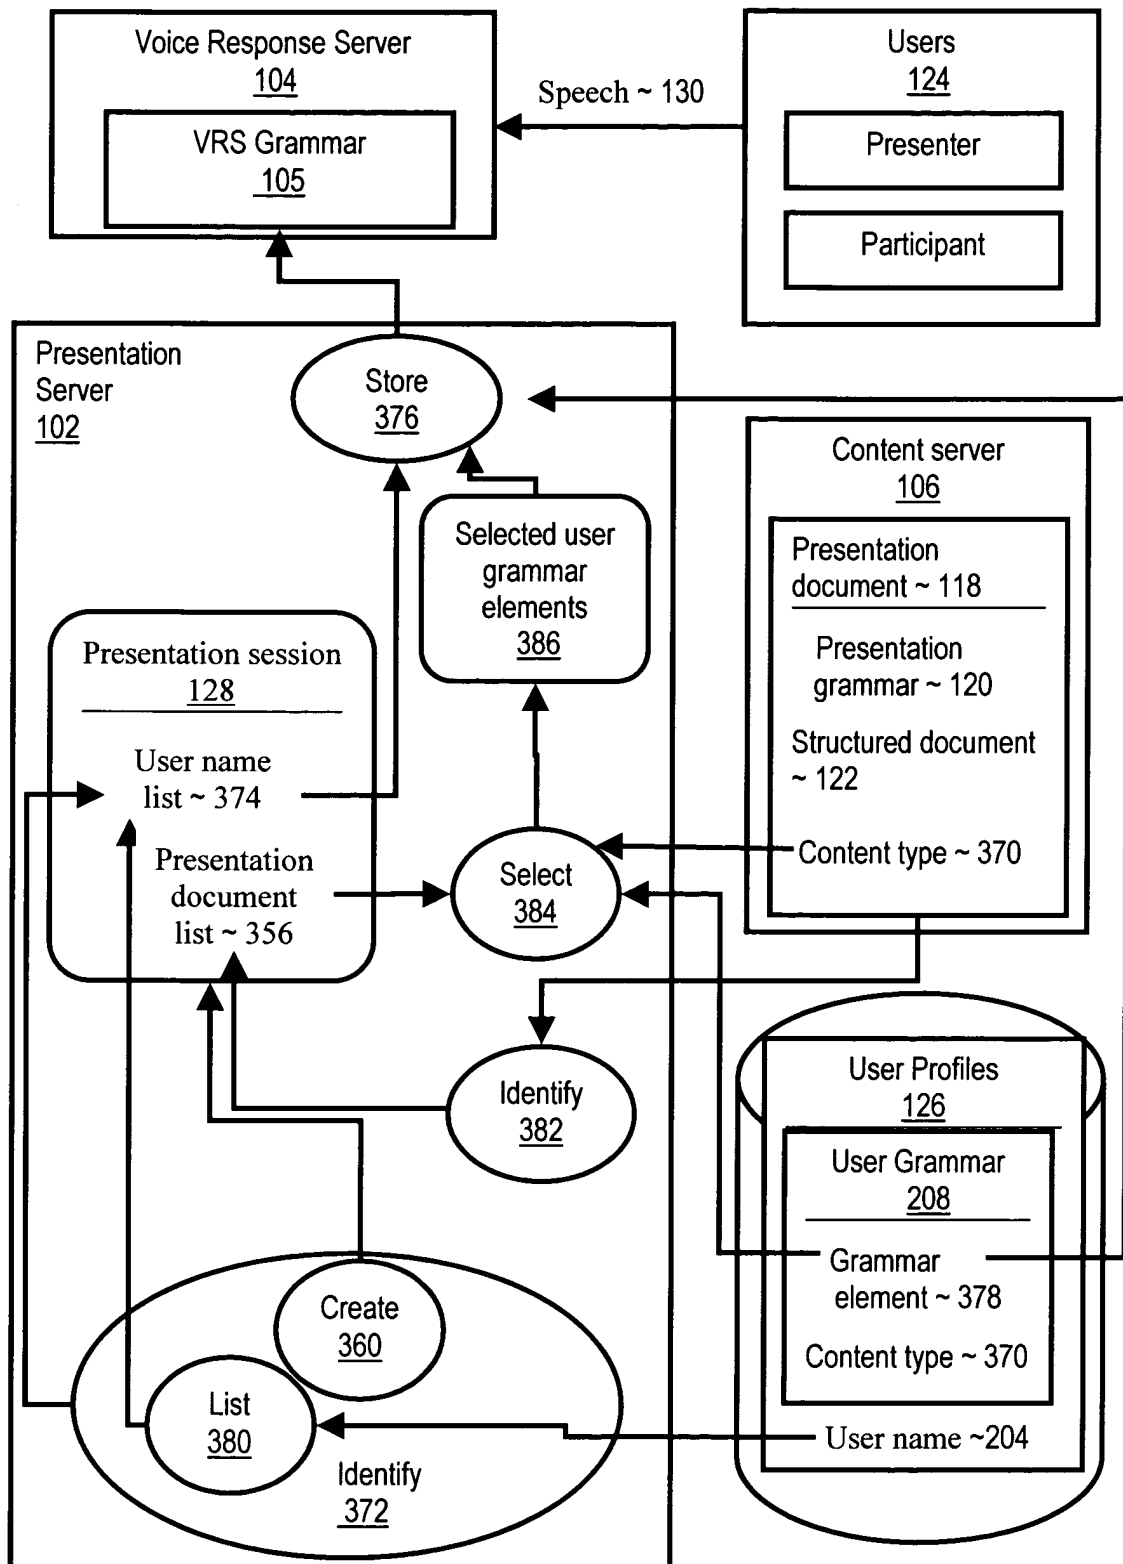 Voice Response Server
104
VRS Grammar
105
Speech ~ 130
Users
124
Presenter
Participant
Presentation
Server
102
Store
376
Selected user
grammar
elements
386
Content server
106
Presentation
document ~ 118
Presentation
grammar ~ 120
Structured document
~ 122
Content type ~ 370
Presentation session
128
User name
list ~ 374
Presentation
document
list ~ 356
Select
384
Identify
382
User Profiles
126
User Grammar
208
Grammar
element ~ 378
Content type ~ 370
User name ~204
Create
360
List
380
Identify
372